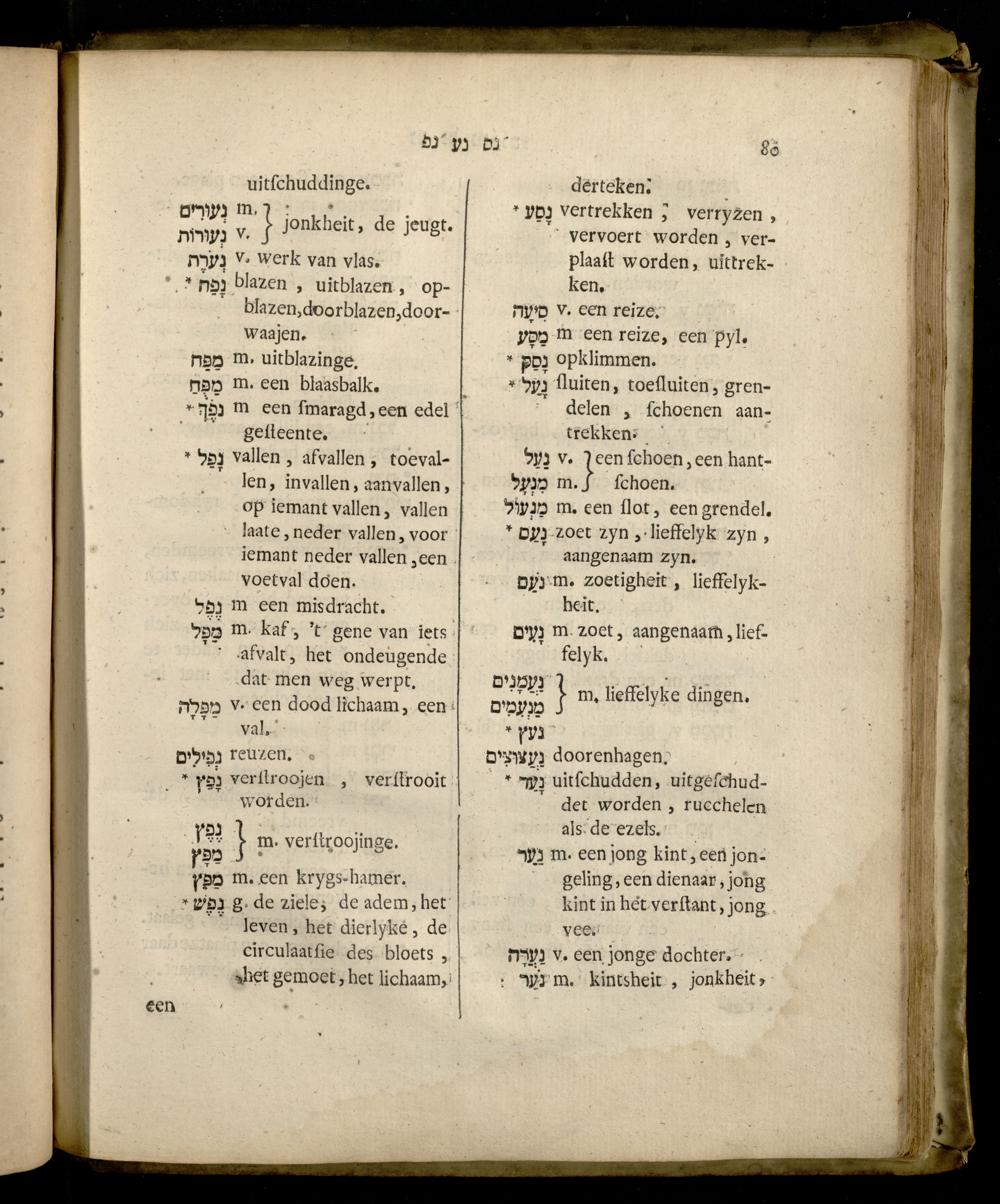 נס נע נפ
80
derteken.
* נָסַע vertrekken, verryzen,
vervoert worden, ver-
plaaſt worden, uittrek-
ken.
סִיעָה v. een reize.
מַסָּע m een reize, een pyl.
* נָסַק opklimmen.
* נָעַל ſluiten, toeſluiten, gren-
delen, ſchoenen aan-
trekken.
נַעַל v. } een ſchoen, een hant-
מִנְעָל m. } ſchoen.
מַנְעוּל m. een ſlot, een grendel.
* נָעַם zoet zyn, lieffelyk zyn,
aangenaam zyn.
נֹעַם m. zoetigheit, lieffelyk-
heit.
נָעִים m. zoet, aangenaam, lief-
felyk.
נַעֲמָנִים
מַנְעַמִּים } m. lieffelyke dingen.
* נעץ
נַעֲצוּצִים doorenhagen.
* נָעַר uitſchudden, uitgeſchud-
det worden, rucchelen
als de ezels.
נַעַר m. een jong kint, een jon-
geling, een dienaar, jong
kint in het verſtant, jong
vee.
נַעֲרָה v. een jonge dochter.
נֹעַר m. kintsheit, jonkheit,
uitſchuddinge.
נְעוּרִים m. } jonkheit, de jeugt.
נְעוּרוֹת v. }
נְעֹרֶת v. werk van vlas.
* נָפַח blazen, uitblazen, op-
blazen, doorblazen, door-
waajen.
מַפַּח m. uitblazinge.
מַפֻּחַ m. een blaasbalk.
* נֹפֶךְ m een ſmaragd, een edel
geſteente.
* נָפַל vallen, afvallen, toeval-
len, invallen, aanvallen,
op iemant vallen, vallen
laate, neder vallen, voor
iemant neder vallen, een
voetval doen.
נֶפֶל m een misdracht.
מַפָּל m. kaf, 't gene van iets
afvalt, het ondeugende
dat men weg werpt.
מַפָּלָה v. een dood lichaam, een
val.
נְפִילִים reuzen.
* נָפַץ verſtroojen, verſtrooit
worden.
נֶפֶץ
מַפָּץ } m. verſtroojinge.
מַפֵּץ m. een krygs-hamer.
* נֶפֶשׁ g. de ziele, de adem, het
leven, het dierlyke, de
circulaatſie des bloets,
het gemoet, het lichaam,
een